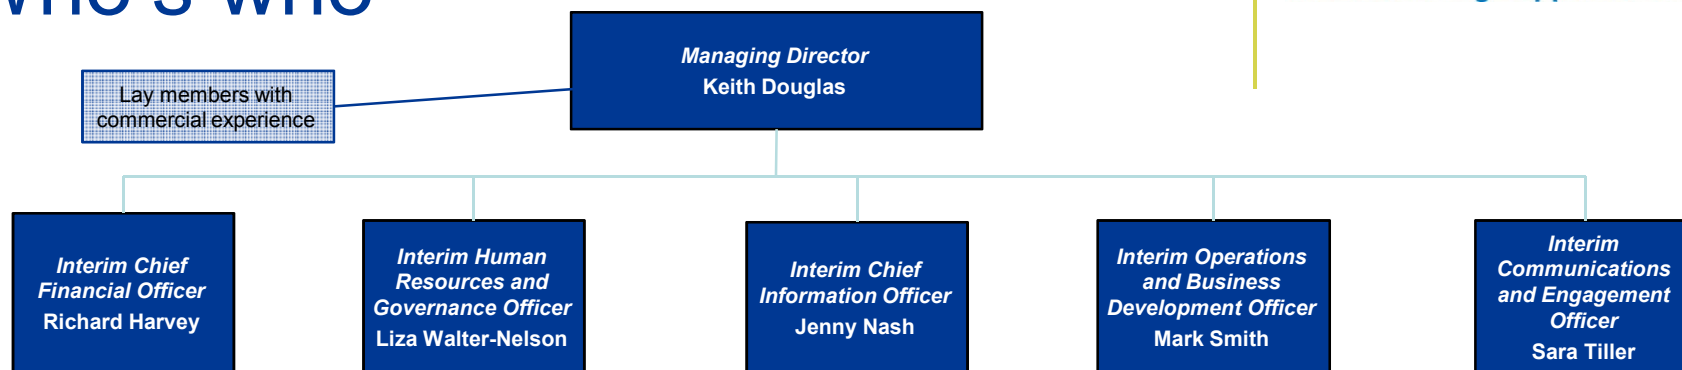 who's who
Managing Director
Keith Douglas
Lay members with
commercial experience
Interim Chief
Financial Officer
Richard Harvey
Interim Human
Resources and
Governance Officer
Liza Walter-Nelson
Interim Chief
Information Officer
Jenny Nash
Interim Operations
and Business
Development Officer
Mark Smith
Interim
Communications
and Engagement
Officer
Sara Tiller